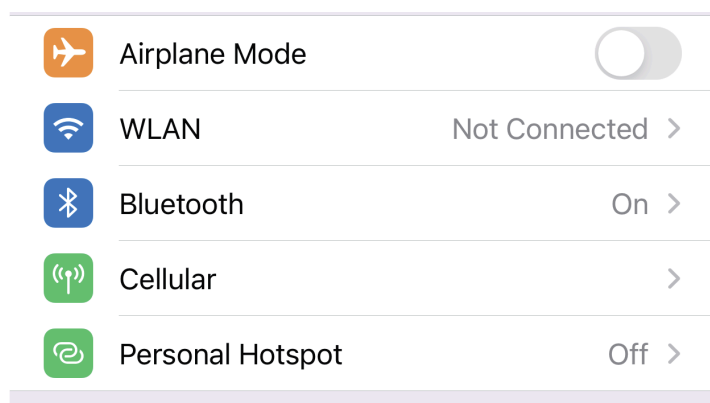 Airplane Mode
WLAN Not Connected
Bluetooth On
Cellular
Personal Hotspot Off